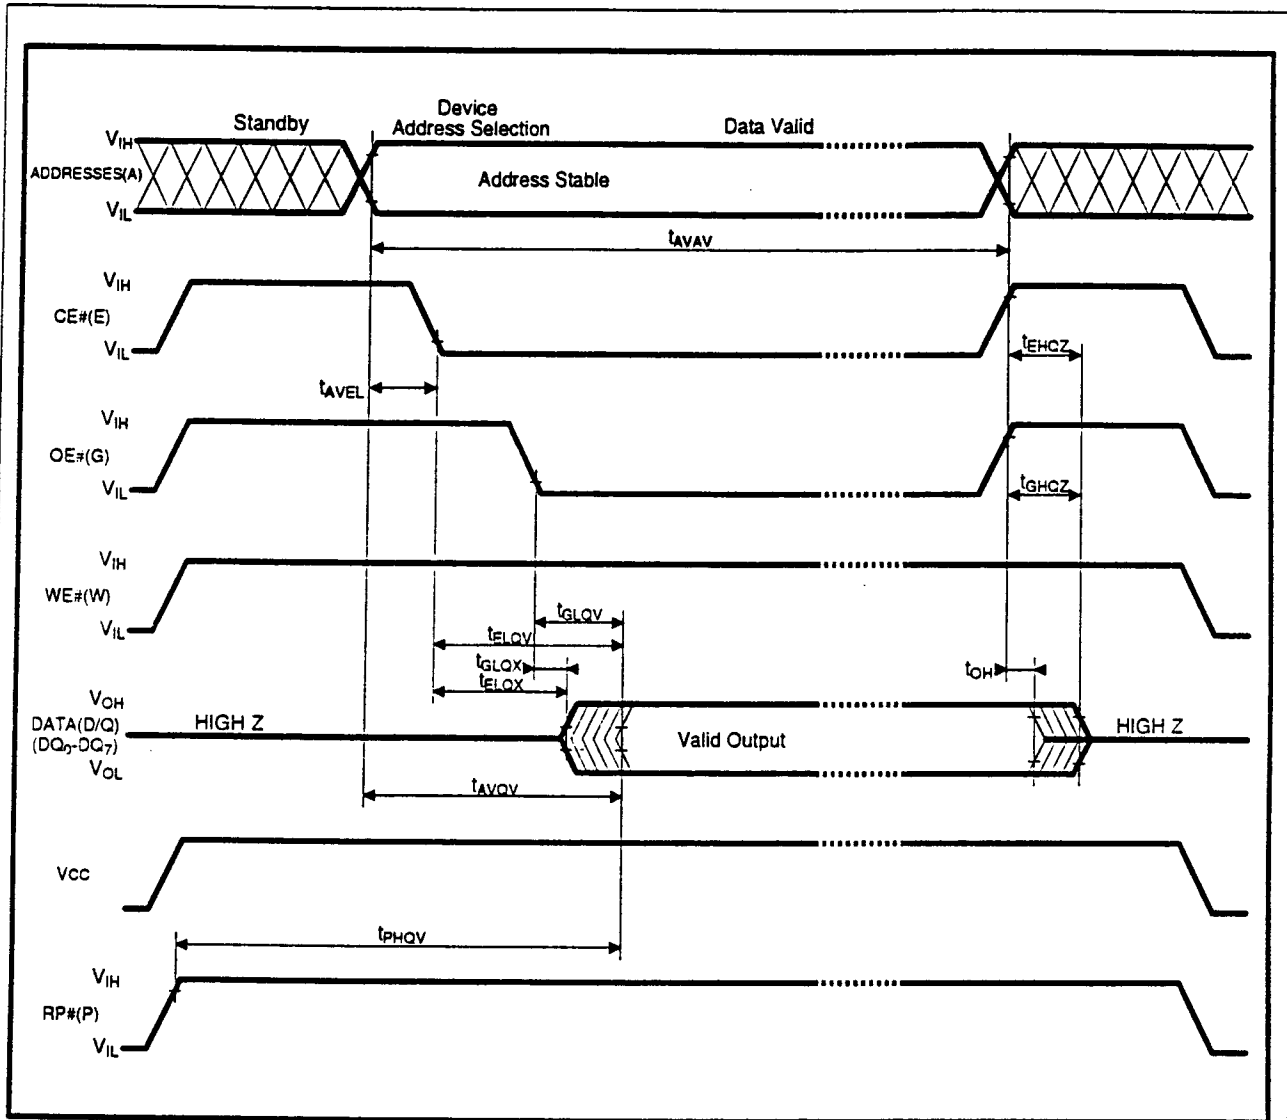 Standby
Device
Address Selection
Data Valid
VIH
ADDRESSES(A)
VIL
Address Stable
tAVAV
VIH
CE#(E)
VIL
tEHQZ
tAVEL
VIH
OE#(G)
VIL
tGHQZ
VIH
WE#(W)
VIL
tGLQV
tELQV
tGLQX
tELQX
tOH
VOH
DATA(D/Q)
(DQ0-DQ7)
VOL
HIGH Z
Valid Output
HIGH Z
tAVQV
VCC
tPHQV
VIH
RP#(P)
VIL